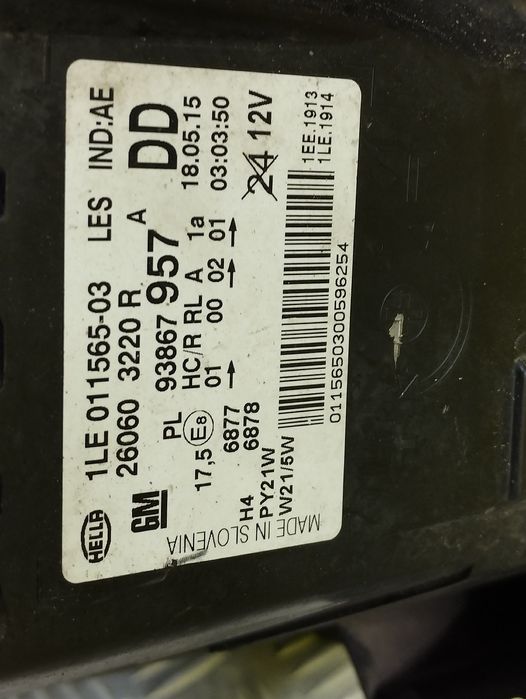 HELLA 1LE 011565-03 LES IND:AE
26060 3220 R A DD
GM PL 93867 957
HC/R RL A 1a 18.05.15
17,5 E8 01 00 02 01 03:03:50
6877 → → →
6878 24 12V
H4
PY21W
W21/5W
1EE.1913
1LE.1914
MADE IN SLOVENIA
0115650300596254